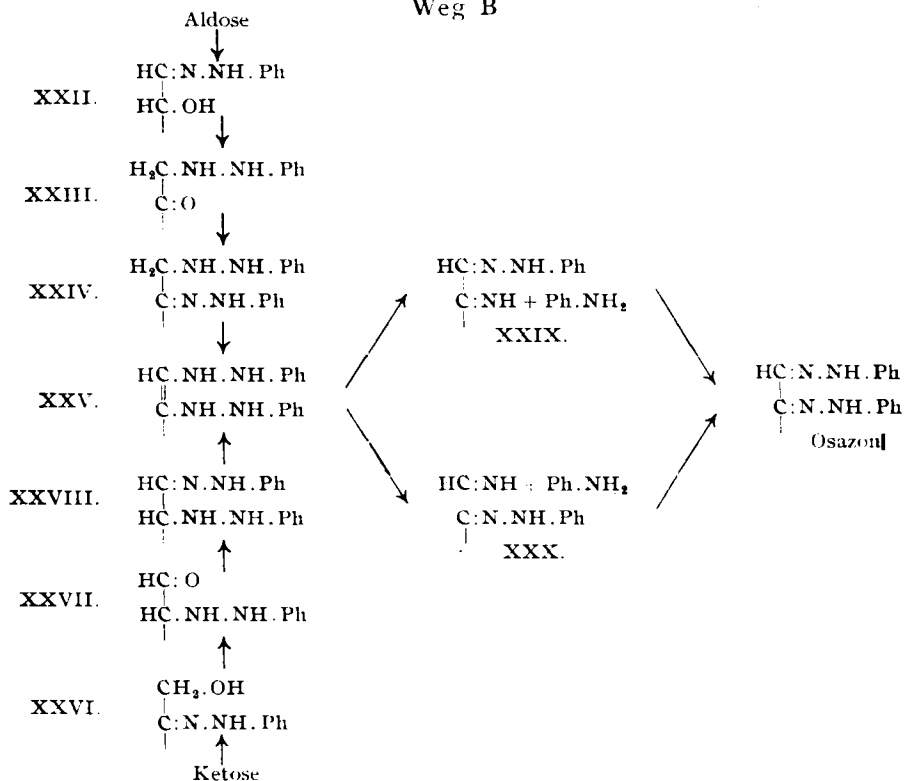 Weg B
Aldose
XXII.
HC:N.NH.Ph
HC.OH
XXIII.
H₂C.NH.NH.Ph
C:O
XXIV.
H₂C.NH.NH.Ph
C:N.NH.Ph
XXV.
HC.NH.NH.Ph
C.NH.NH.Ph
XXVIII.
HC:N.NH.Ph
HC.NH.NH.Ph
XXVII.
HC:O
HC.NH.NH.Ph
XXVI.
CH₂.OH
C:N.NH.Ph
Ketose
HC:N.NH.Ph
C:NH + Ph.NH₂
XXIX.
HC:NH + Ph.NH₂
C:N.NH.Ph
XXX.
HC:N.NH.Ph
C:N.NH.Ph
Osazon